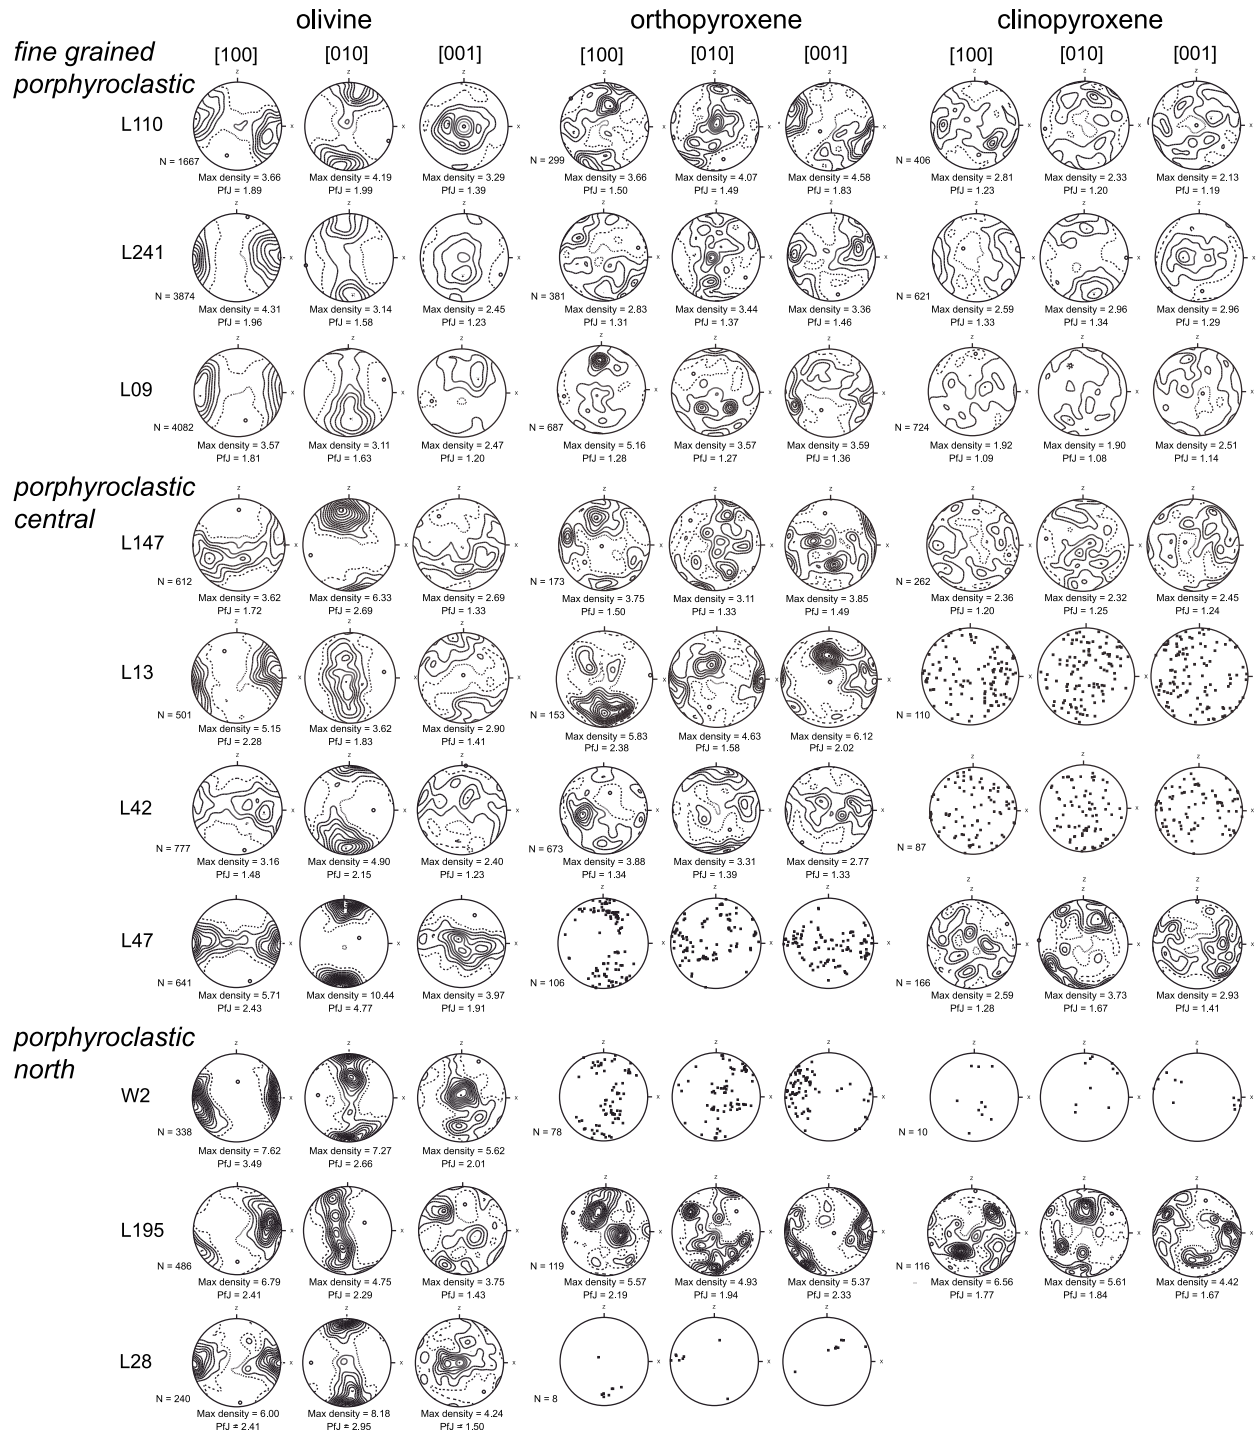 olivine orthopyroxene clinopyroxene
fine grained
porphyroclastic
[100] [010] [001] [100] [010] [001] [100] [010] [001]
z z z z z z z z z
L110
x x x x x x x x x
N = 1667 N = 299 N = 406
Max density = 3.66 Max density = 4.19 Max density = 3.29 Max density = 3.66 Max density = 4.07 Max density = 4.58 Max density = 2.81 Max density = 2.33 Max density = 2.13
PfJ = 1.89 PfJ = 1.99 PfJ = 1.39 PfJ = 1.50 PfJ = 1.49 PfJ = 1.83 PfJ = 1.23 PfJ = 1.20 PfJ = 1.19
z z z
L241
x x x
N = 3874 N = 381 N = 621
Max density = 4.31 Max density = 3.14 Max density = 2.45 Max density = 2.83 Max density = 3.44 Max density = 3.36 Max density = 2.59 Max density = 2.96 Max density = 2.96
PfJ = 1.96 PfJ = 1.58 PfJ = 1.23 PfJ = 1.31 PfJ = 1.37 PfJ = 1.46 PfJ = 1.33 PfJ = 1.34 PfJ = 1.29
z z z
L09
x x x
N = 4082 N = 687 N = 724
Max density = 3.57 Max density = 3.11 Max density = 2.47 Max density = 5.16 Max density = 3.57 Max density = 3.59 Max density = 1.92 Max density = 1.90 Max density = 2.51
PfJ = 1.81 PfJ = 1.63 PfJ = 1.20 PfJ = 1.28 PfJ = 1.27 PfJ = 1.36 PfJ = 1.09 PfJ = 1.08 PfJ = 1.14
porphyroclastic
central
z z z
L147
x x x
N = 612 N = 173 N = 262
Max density = 3.62 Max density = 6.33 Max density = 2.69 Max density = 3.75 Max density = 3.11 Max density = 3.85 Max density = 2.36 Max density = 2.32 Max density = 2.45
PfJ = 1.72 PfJ = 2.69 PfJ = 1.33 PfJ = 1.50 PfJ = 1.33 PfJ = 1.49 PfJ = 1.20 PfJ = 1.25 PfJ = 1.24
z z z
L13
x x x
N = 501 N = 153 N = 110
Max density = 5.15 Max density = 3.62 Max density = 2.90 Max density = 5.83 Max density = 4.63 Max density = 6.12
PfJ = 2.28 PfJ = 1.83 PfJ = 1.41 PfJ = 2.38 PfJ = 1.58 PfJ = 2.02
z z z
L42
x x x
N = 777 N = 673 N = 87
Max density = 3.16 Max density = 4.90 Max density = 2.40 Max density = 3.88 Max density = 3.31 Max density = 2.77
PfJ = 1.48 PfJ = 2.15 PfJ = 1.23 PfJ = 1.34 PfJ = 1.39 PfJ = 1.33
z z z z
L47
x x x
N = 641 N = 106 N = 166
Max density = 5.71 Max density = 10.44 Max density = 3.97 Max density = 2.59 Max density = 3.73 Max density = 2.93
PfJ = 2.43 PfJ = 4.77 PfJ = 1.91 PfJ = 1.28 PfJ = 1.67 PfJ = 1.41
porphyroclastic
north
z z z
W2
x x x
N = 338 N = 78 N = 10
Max density = 7.62 Max density = 7.27 Max density = 5.62
PfJ = 3.49 PfJ = 2.66 PfJ = 2.01
z z z
L195
x x x
N = 486 N = 119 N = 116
Max density = 6.79 Max density = 4.75 Max density = 3.75 Max density = 5.57 Max density = 4.93 Max density = 5.37 Max density = 6.56 Max density = 5.61 Max density = 4.42
PfJ = 2.41 PfJ = 2.29 PfJ = 1.43 PfJ = 2.19 PfJ = 1.94 PfJ = 2.33 PfJ = 1.77 PfJ = 1.84 PfJ = 1.67
z z
L28
x x
N = 240 N = 8
Max density = 6.00 Max density = 8.18 Max density = 4.24
PfJ = 2.41 PfJ = 2.95 PfJ = 1.50